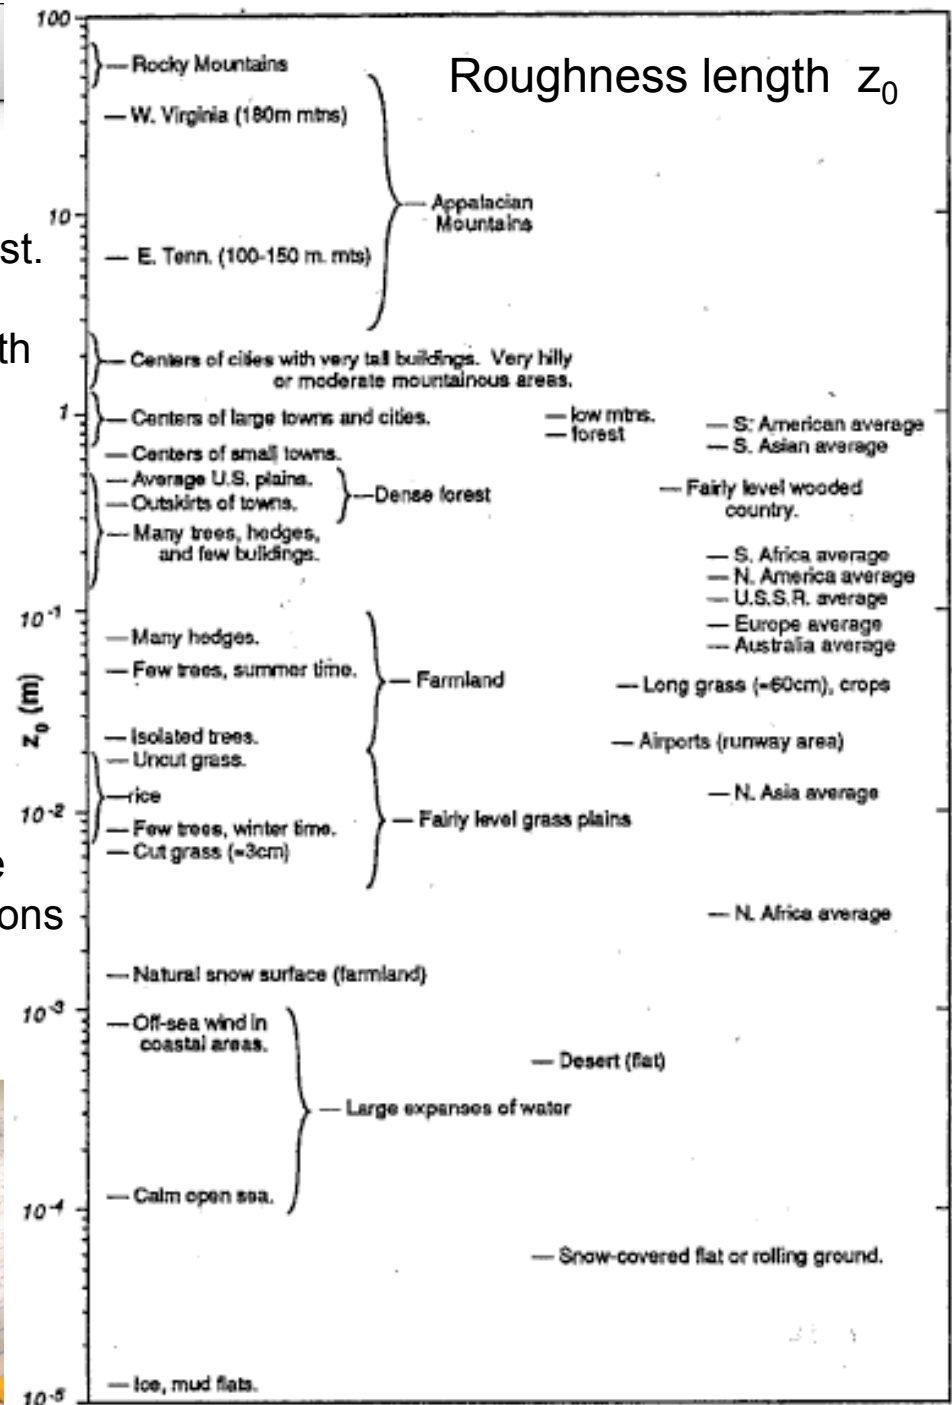 Roughness length z₀
100
Rocky Mountains
W. Virginia (180m mtns)
Appalacian
Mountains
10
st.
E. Tenn. (100-150 m. mts)
th
Centers of cities with very tall buildings. Very hilly
or moderate mountainous areas.
1
Centers of large towns and cities.
low mtns.
forest
S. American average
S. Asian average
Centers of small towns.
Average U.S. plains.
Outskirts of towns.
Dense forest
Fairly level wooded
country.
Many trees, hedges,
and few buildings.
S. Africa average
N. America average
U.S.S.R. average
10⁻¹
Europe average
Australia average
Many hedges.
Few trees, summer time.
Farmland
Long grass (≈60cm), crops
z₀ (m)
Isolated trees.
Airports (runway area)
Uncut grass.
rice
N. Asia average
10⁻²
Few trees, winter time.
Fairly level grass plains
Cut grass (≈3cm)
e
ons
N. Africa average
Natural snow surface (farmland)
10⁻³
Off-sea wind in
coastal areas.
Desert (flat)
Large expanses of water
Calm open sea.
10⁻⁴
Snow-covered flat or rolling ground.
Ice, mud flats.
10⁻⁵